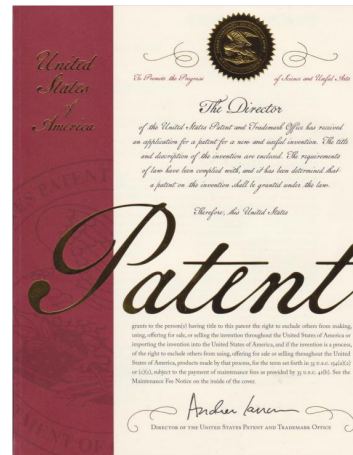 United
States
of
America
To Promote the Progress
of Science and Useful Arts
The Director
of the United States Patent and Trademark Office has received
an application for a patent for a new and useful invention. The title
and description of the invention are enclosed. The requirements
of law have been complied with, and it has been determined that
a patent on the invention shall be granted under the law.
Therefore, this United States
Patent
grants to the person(s) having title to this patent the right to exclude others from making,
using, offering for sale, or selling the invention throughout the United States of America or
importing the invention into the United States of America, and if the invention is a process,
of the right to exclude others from using, offering for sale or selling throughout the United
States of America, products made by that process, for the term set forth in 35 U.S.C. 154(a)(2)
or (c)(1), subject to the payment of maintenance fees as provided by 35 U.S.C. 41(b). See the
Maintenance Fee Notice on the inside of the cover.
DIRECTOR OF THE UNITED STATES PATENT AND TRADEMARK OFFICE